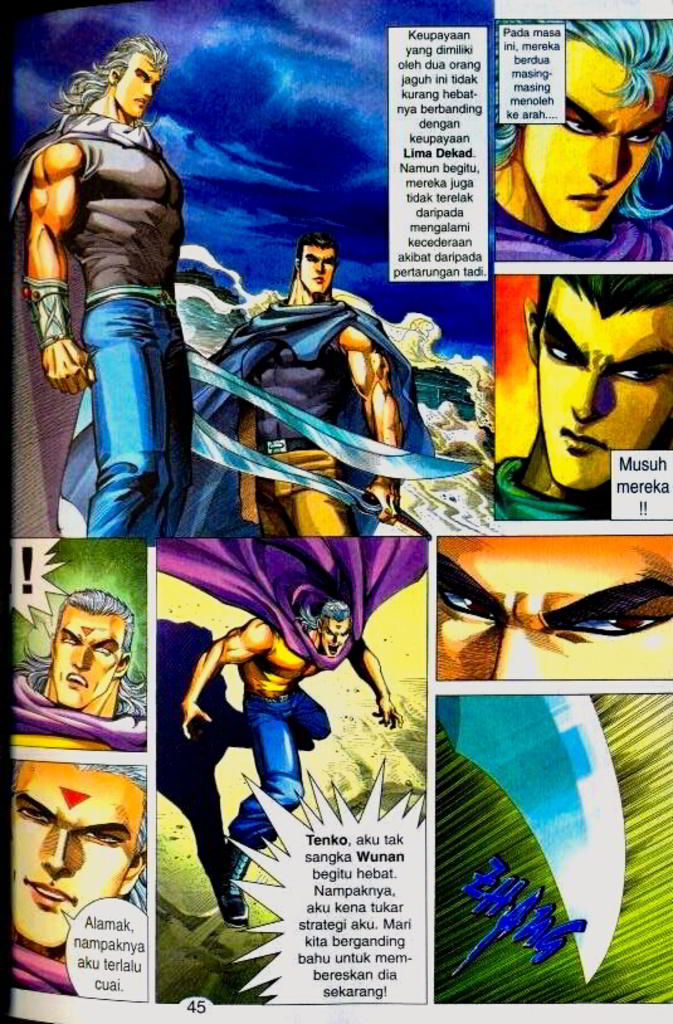 Keupayaan
yang dimiliki
oleh dua orang
jaguh ini tidak
kurang hebat-
nya berbanding
dengan
keupayaan
Lima Dekad.
Namun begitu,
mereka juga
tidak terelak
daripada
mengalami
kecederaan
akibat daripada
pertarungan tadi.
Pada masa
ini, mereka
berdua
masing-
masing
menoleh
ke arah....
Musuh
mereka
!!
!
Alamak,
nampaknya
aku terlalu
cuai.
Tenko, aku tak
sangka Wunan
begitu hebat.
Nampaknya,
aku kena tukar
strategi aku. Mari
kita berganding
bahu untuk mem-
bereskan dia
sekarang!
ZHANG
45